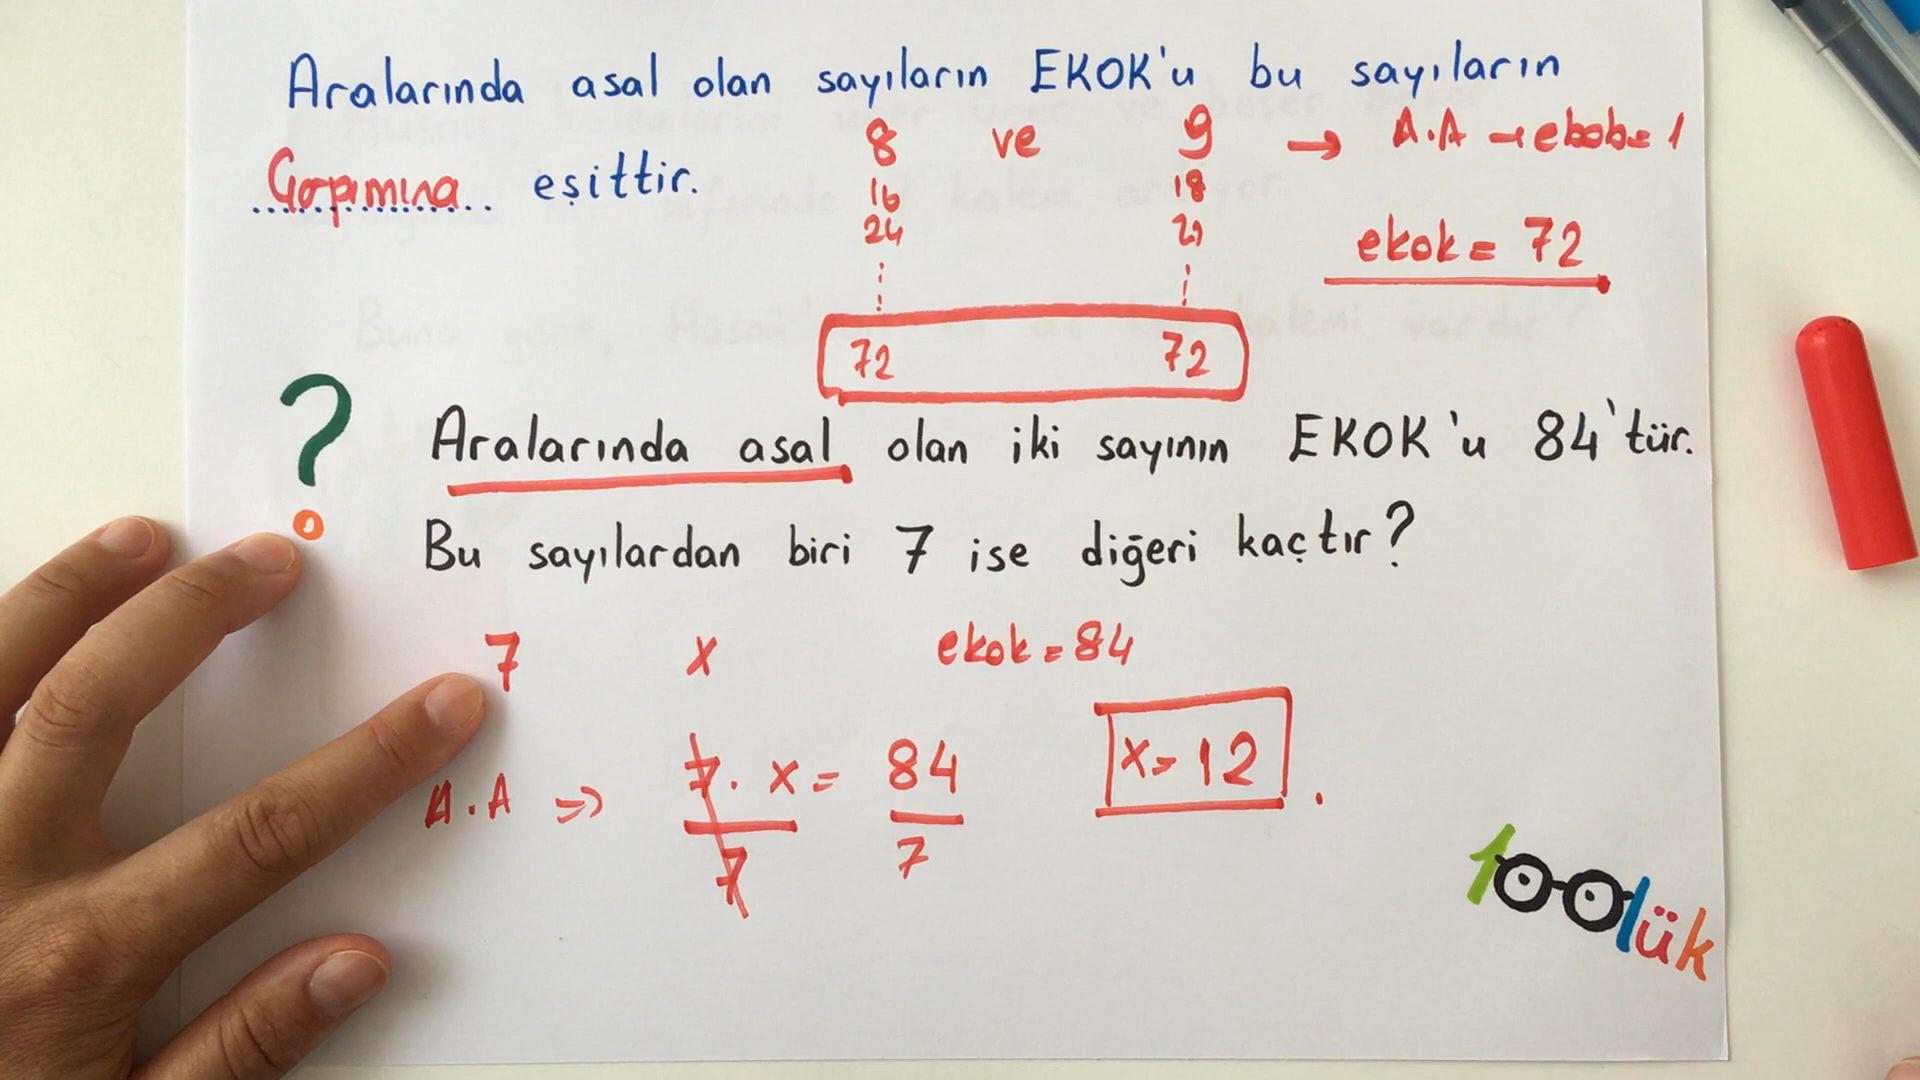 Aralarında asal olan sayıların EKOK'u bu sayıların
Çarpımına eşittir.
8 ve 9 → A.A → ebob=1
16 18
24 27
ekok = 72
72 72
? Aralarında asal olan iki sayının EKOK'u 84'tür.
Bu sayılardan biri 7 ise diğeri kaçtır?
7 x ekok = 84
A.A => 7 . x = 84
7 7
x = 12
100lük